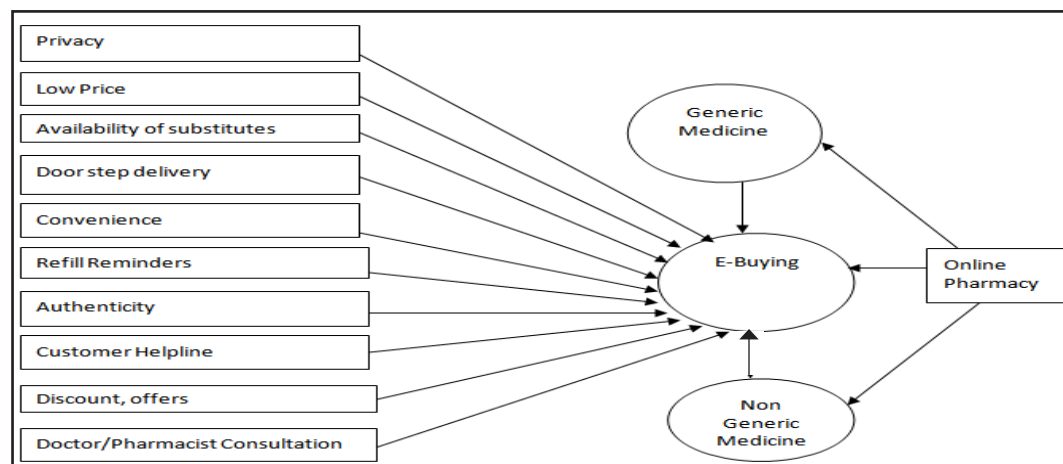 Privacy
Low Price
Availability of substitutes
Door step delivery
Convenience
Refill Reminders
Authenticity
Customer Helpline
Discount, offers
Doctor/Pharmacist Consultation
Generic
Medicine
E-Buying
Non
Generic
Medicine
Online
Pharmacy